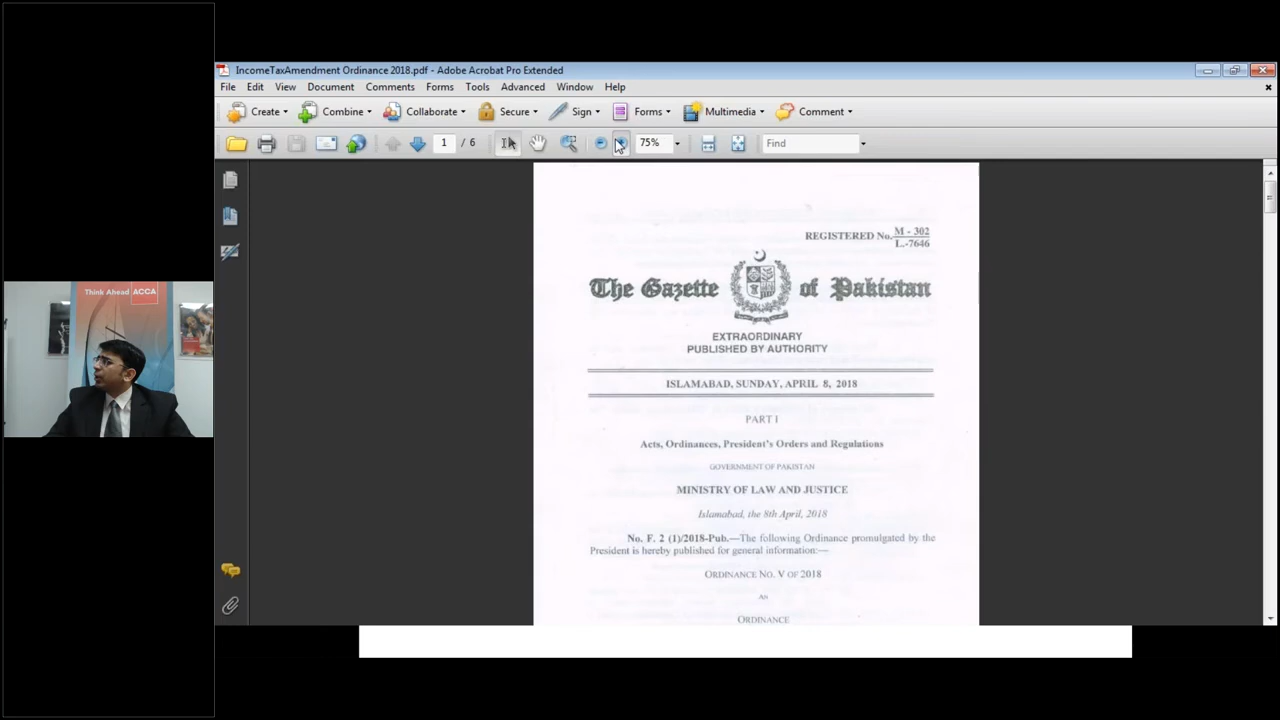 IncomeTaxAmendment Ordinance 2018.pdf - Adobe Acrobat Pro Extended
File Edit View Document Comments Forms Tools Advanced Window Help
Create Combine Collaborate Secure Sign Forms Multimedia Comment
1 / 6 75% Find
REGISTERED No. M - 302
L.-7646
The Gazette of Pakistan
EXTRAORDINARY
PUBLISHED BY AUTHORITY
ISLAMABAD, SUNDAY, APRIL 8, 2018
PART I
Acts, Ordinances, President's Orders and Regulations
GOVERNMENT OF PAKISTAN
MINISTRY OF LAW AND JUSTICE
Islamabad, the 8th April, 2018
No. F. 2 (1)/2018-Pub.—The following Ordinance promulgated by the
President is hereby published for general information:—
ORDINANCE No. V OF 2018
AN
ORDINANCE
Think Ahead ACCA